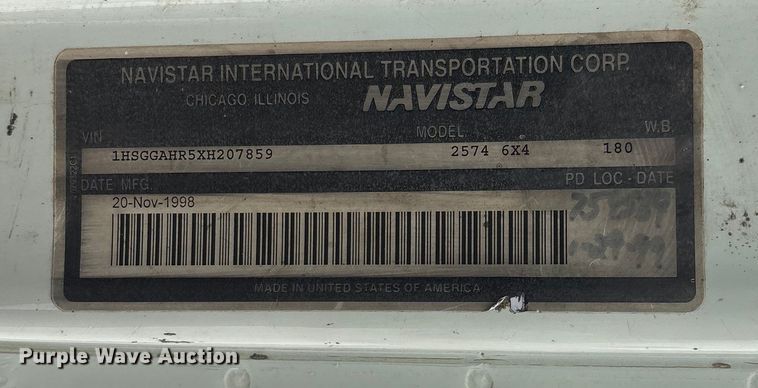 NAVISTAR INTERNATIONAL TRANSPORTATION CORP.
CHICAGO, ILLINOIS NAVISTAR
VIN MODEL W.B.
1HSGGAHR5XH207859 2574 6X4 180
DATE MFG. PD LOC - DATE
20-Nov-1998
MADE IN UNITED STATES OF AMERICA
Purple Wave Auction